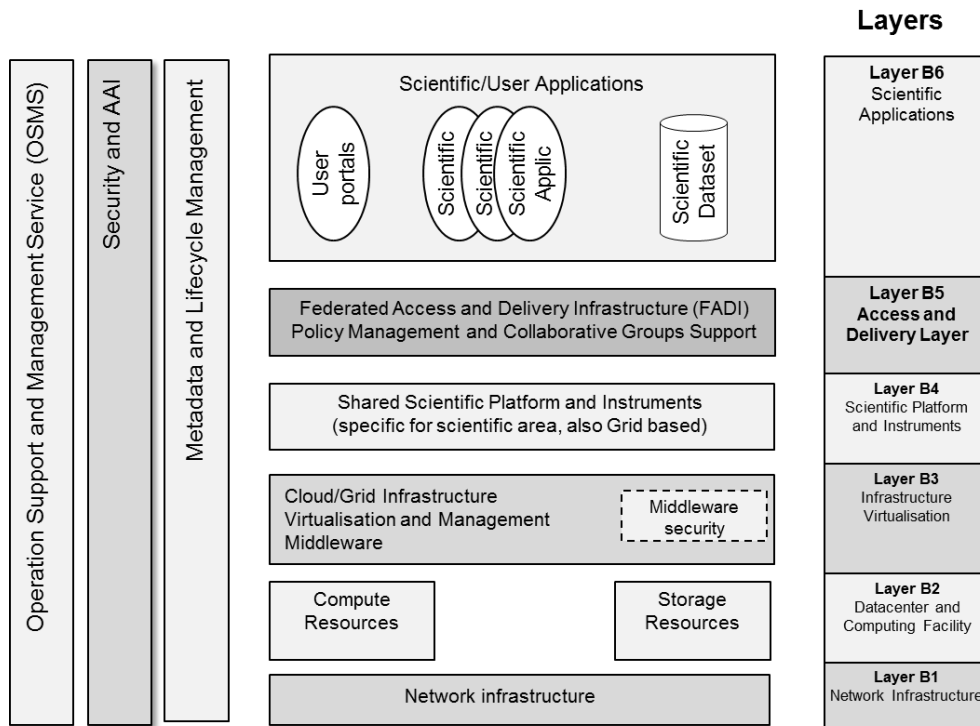 Layers
Operation Support and Management Service (OSMS)
Security and AAI
Metadata and Lifecycle Management
Scientific/User Applications
User
portals
Scientific
Scientific
Scientific
Applic
Scientific
Dataset
Layer B6
Scientific
Applications
Federated Access and Delivery Infrastructure (FADI)
Policy Management and Collaborative Groups Support
Layer B5
Access and
Delivery Layer
Shared Scientific Platform and Instruments
(specific for scientific area, also Grid based)
Layer B4
Scientific Platform
and Instruments
Cloud/Grid Infrastructure
Virtualisation and Management
Middleware
Middleware
security
Layer B3
Infrastructure
Virtualisation
Compute
Resources
Storage
Resources
Layer B2
Datacenter and
Computing Facility
Network infrastructure
Layer B1
Network Infrastructure